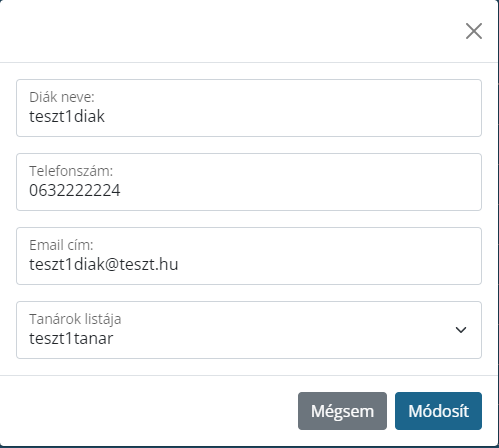 Diák neve:
teszt1diak
Telefonszám:
0632222224
Email cím:
teszt1diak@teszt.hu
Tanárok listája
teszt1tanar
Mégsem
Módosít